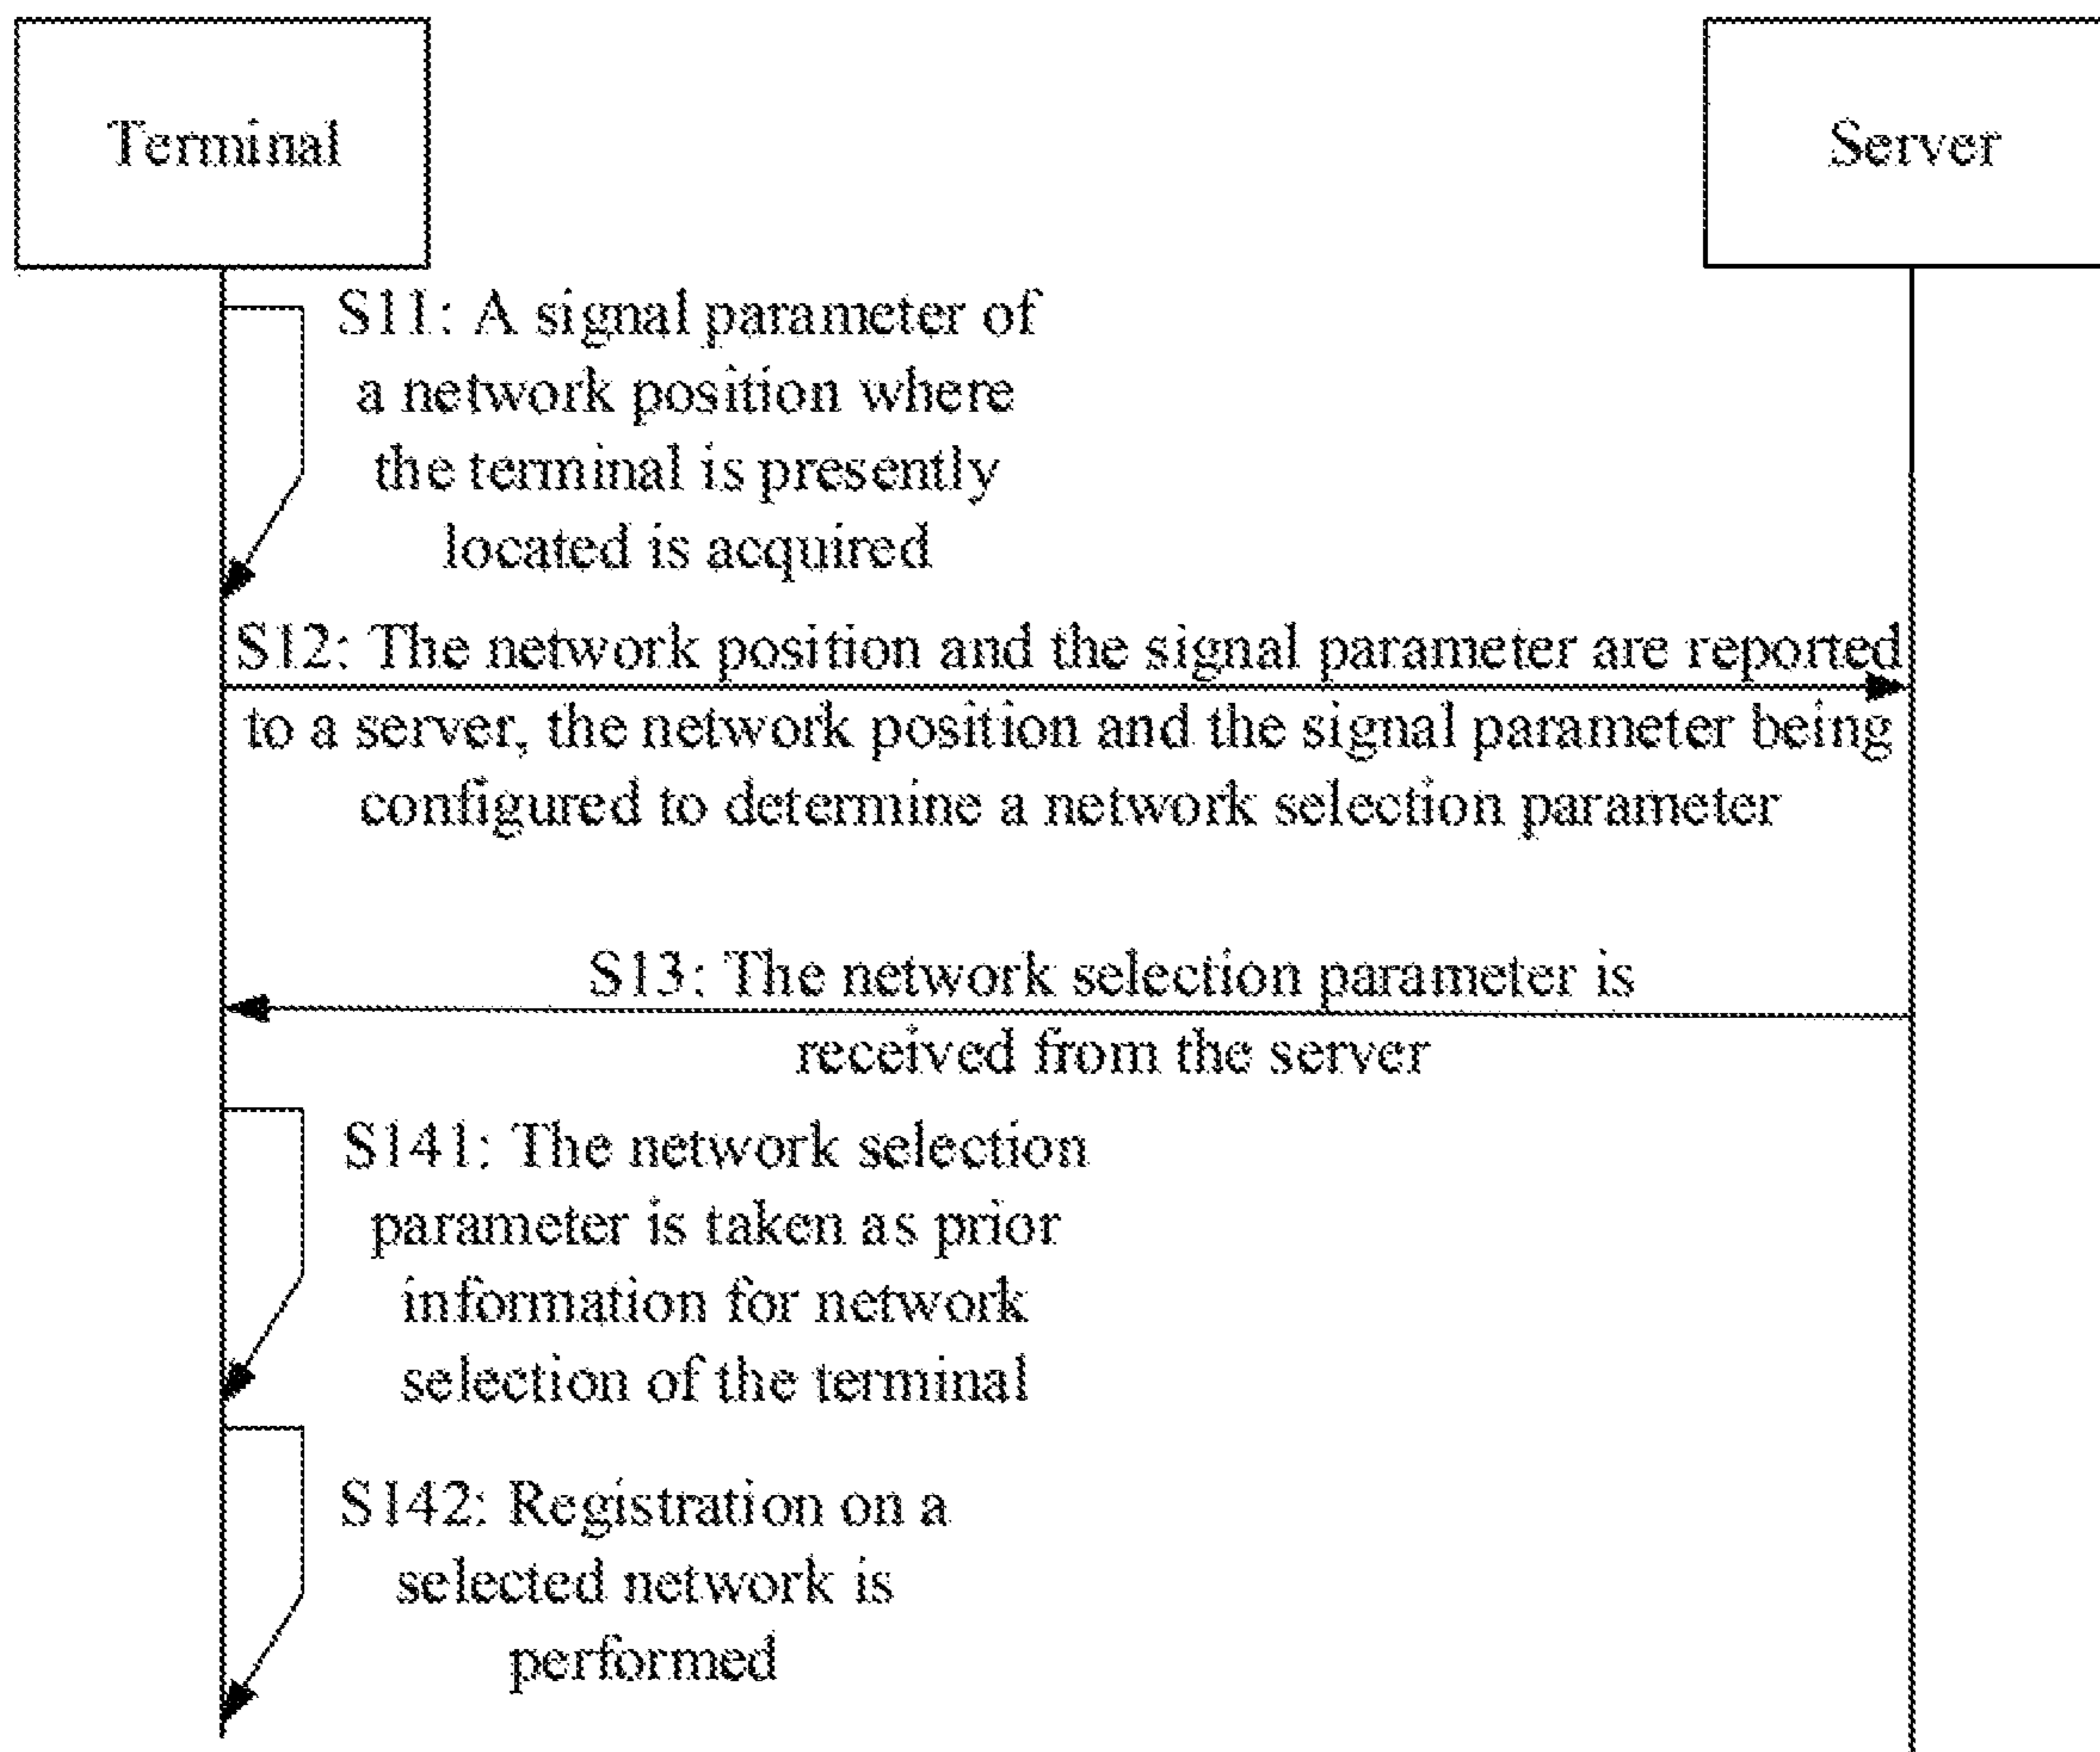 Terminal
Server
S11: A signal parameter of
a network position where
the terminal is presently
located is acquired
S12: The network position and the signal parameter are reported
to a server, the network position and the signal parameter being
configured to determine a network selection parameter
S13: The network selection parameter is
received from the server
S141: The network selection
parameter is taken as prior
information for network
selection of the terminal
S142: Registration on a
selected network is
performed